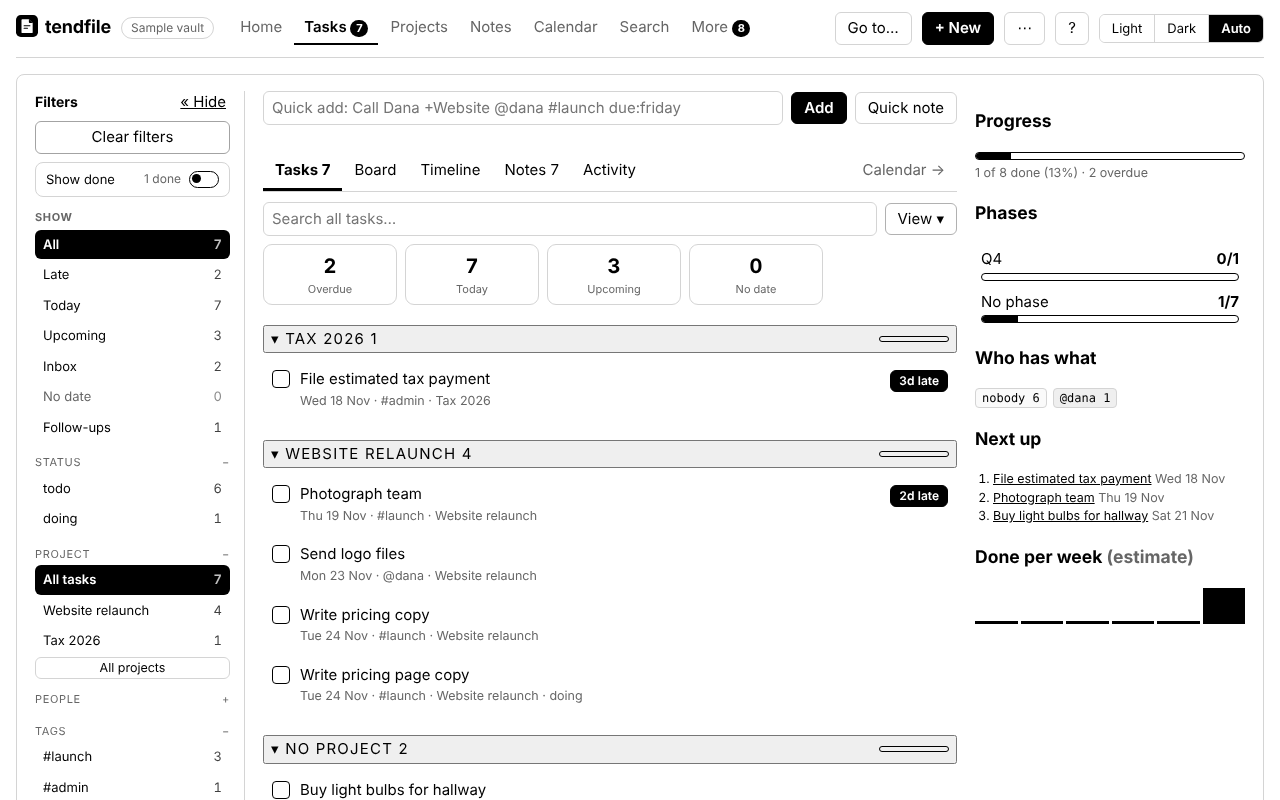 tendfile Sample vault Home Tasks 7 Projects Notes Calendar Search More 8 Go to... + New ··· ? Light Dark Auto
Filters « Hide
Clear filters
Show done 1 done
SHOW
All 7
Late 2
Today 7
Upcoming 3
Inbox 2
No date 0
Follow-ups 1
STATUS −
todo 6
doing 1
PROJECT −
All tasks 7
Website relaunch 4
Tax 2026 1
All projects
PEOPLE +
TAGS −
#launch 3
#admin 1
Quick add: Call Dana +Website @dana #launch due:friday Add Quick note
Tasks 7 Board Timeline Notes 7 Activity Calendar →
Search all tasks... View ▾
2 7 3 0
Overdue Today Upcoming No date
▾ TAX 2026 1
File estimated tax payment 3d late
Wed 18 Nov · #admin · Tax 2026
▾ WEBSITE RELAUNCH 4
Photograph team 2d late
Thu 19 Nov · #launch · Website relaunch
Send logo files
Mon 23 Nov · @dana · Website relaunch
Write pricing copy
Tue 24 Nov · #launch · Website relaunch
Write pricing page copy
Tue 24 Nov · #launch · Website relaunch · doing
▾ NO PROJECT 2
Buy light bulbs for hallway
Progress
1 of 8 done (13%) · 2 overdue
Phases
Q4 0/1
No phase 1/7
Who has what
nobody 6 @dana 1
Next up
1. File estimated tax payment Wed 18 Nov
2. Photograph team Thu 19 Nov
3. Buy light bulbs for hallway Sat 21 Nov
Done per week (estimate)